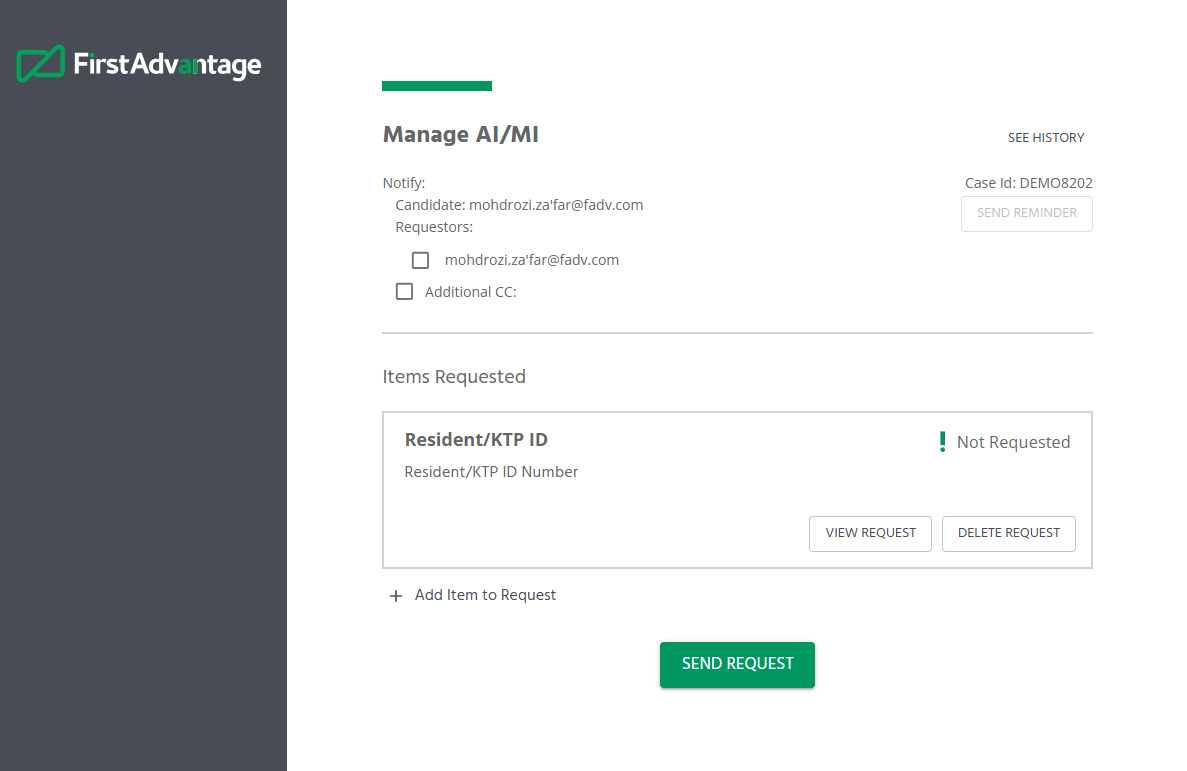 FirstAdvantage
Manage AI/MI
SEE HISTORY
Notify:
Case Id: DEMO8202
Candidate: mohdrozi.za'far@fadv.com
SEND REMINDER
Requestors:
mohdrozi.za'far@fadv.com
Additional CC:
Items Requested
Resident/KTP ID
Not Requested
Resident/KTP ID Number
VIEW REQUEST
DELETE REQUEST
+ Add Item to Request
SEND REQUEST